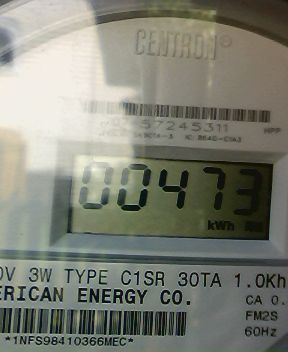 CENTRON®
57245311
HPP
00473
kWh
0V 3W TYPE C1SR 30TA 1.0Kh
ERICAN ENERGY CO.
CA 0.
FM2S
60Hz
*1NFS98410366MEC*